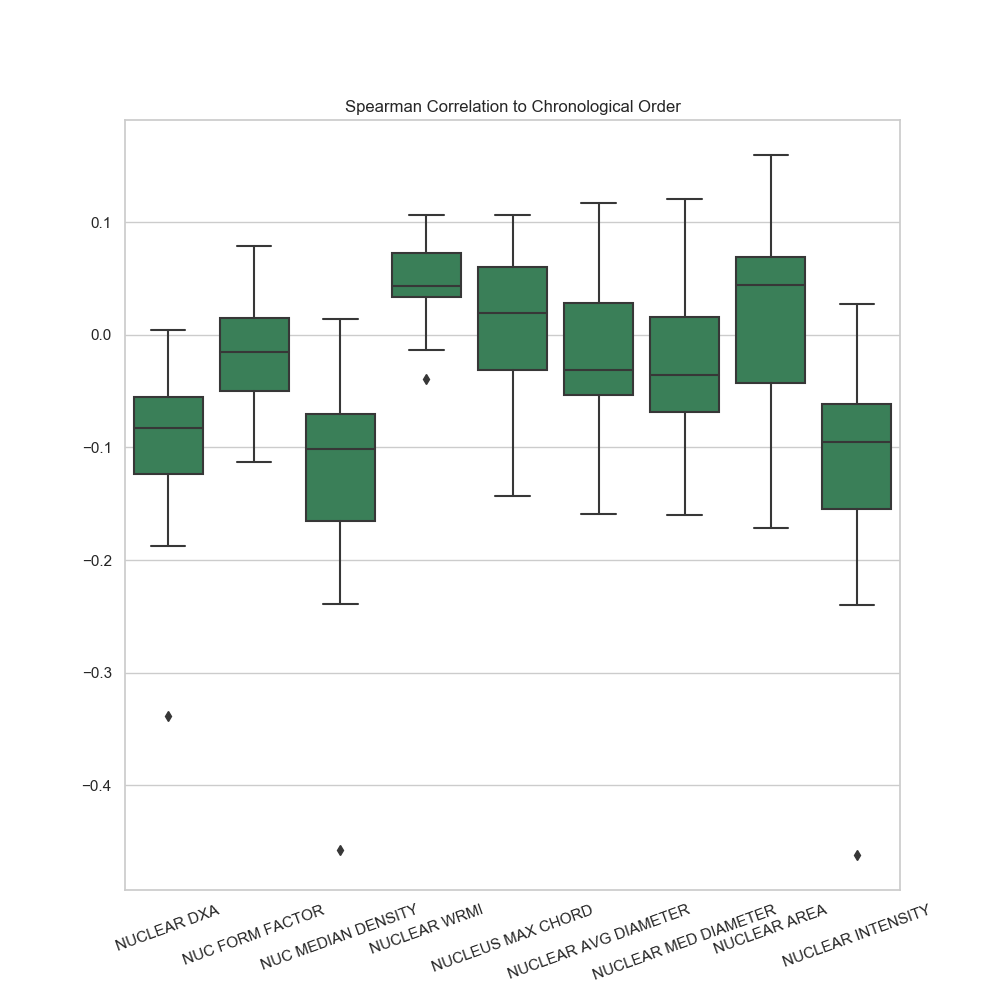 Spearman Correlation to Chronological Order
0.1
0.0
−0.1
−0.2
−0.3
−0.4
NUCLEAR DXA
NUC FORM FACTOR
NUC MEDIAN DENSITY
NUCLEAR WRMI
NUCLEUS MAX CHORD
NUCLEAR AVG DIAMETER
NUCLEAR MED DIAMETER
NUCLEAR AREA
NUCLEAR INTENSITY